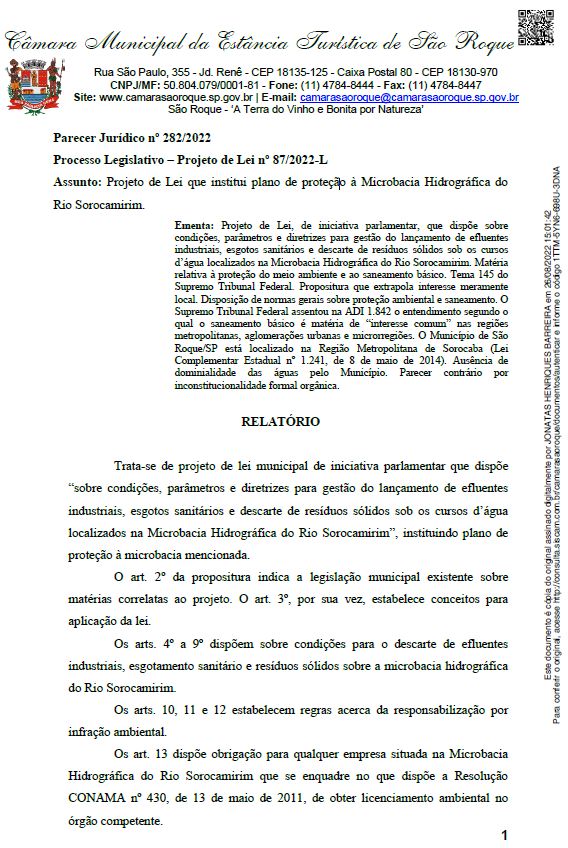 Câmara Municipal da Estância Turística de São Roque
Rua São Paulo, 355 - Jd. Renê - CEP 18135-125 - Caixa Postal 80 - CEP 18130-970
CNPJ/MF: 50.804.079/0001-81 - Fone: (11) 4784-8444 - Fax: (11) 4784-8447
Site: www.camarasaoroque.sp.gov.br | E-mail: camarasaoroque@camarasaoroque.sp.gov.br
São Roque - 'A Terra do Vinho e Bonita por Natureza'
Parecer Jurídico nº 282/2022
Processo Legislativo – Projeto de Lei nº 87/2022-L
Assunto: Projeto de Lei que institui plano de proteção à Microbacia Hidrográfica do
Rio Sorocamirim.
Ementa: Projeto de Lei, de iniciativa parlamentar, que dispõe sobre
condições, parâmetros e diretrizes para gestão do lançamento de efluentes
industriais, esgotos sanitários e descarte de resíduos sólidos sob os cursos
d'água localizados na Microbacia Hidrográfica do Rio Sorocamirim. Matéria
relativa à proteção do meio ambiente e ao saneamento básico. Tema 145 do
Supremo Tribunal Federal. Propositura que extrapola interesse meramente
local. Disposição de normas gerais sobre proteção ambiental e saneamento. O
Supremo Tribunal Federal assentou na ADI 1.842 o entendimento segundo o
qual o saneamento básico é matéria de “interesse comum” nas regiões
metropolitanas, aglomerações urbanas e microrregiões. O Município de São
Roque/SP está localizado na Região Metropolitana de Sorocaba (Lei
Complementar Estadual nº 1.241, de 8 de maio de 2014). Ausência de
dominialidade das águas pelo Município. Parecer contrário por
inconstitucionalidade formal orgânica.
RELATÓRIO
Trata-se de projeto de lei municipal de iniciativa parlamentar que dispõe
“sobre condições, parâmetros e diretrizes para gestão do lançamento de efluentes
industriais, esgotos sanitários e descarte de resíduos sólidos sob os cursos d'água
localizados na Microbacia Hidrográfica do Rio Sorocamirim”, instituindo plano de
proteção à microbacia mencionada.
O art. 2º da propositura indica a legislação municipal existente sobre
matérias correlatas ao projeto. O art. 3º, por sua vez, estabelece conceitos para
aplicação da lei.
Os arts. 4º a 9º dispõem sobre condições para o descarte de efluentes
industriais, esgotamento sanitário e resíduos sólidos sobre a microbacia hidrográfica
do Rio Sorocamirim.
Os arts. 10, 11 e 12 estabelecem regras acerca da responsabilização por
infração ambiental.
Os art. 13 dispõe obrigação para qualquer empresa situada na Microbacia
Hidrográfica do Rio Sorocamirim que se enquadre no que dispõe a Resolução
CONAMA nº 430, de 13 de maio de 2011, de obter licenciamento ambiental no
órgão competente.
1
Este documento é cópia do original assinado digitalmente por JONATAS HENRIQUES BARREIRA em 26/08/2022 15:01:42.
Para conferir o original, acesse http://consulta.siscam.com.br/camarasaoroque/documentos/autenticar e informe o código 1TTM-5YN6-698U-3DNA